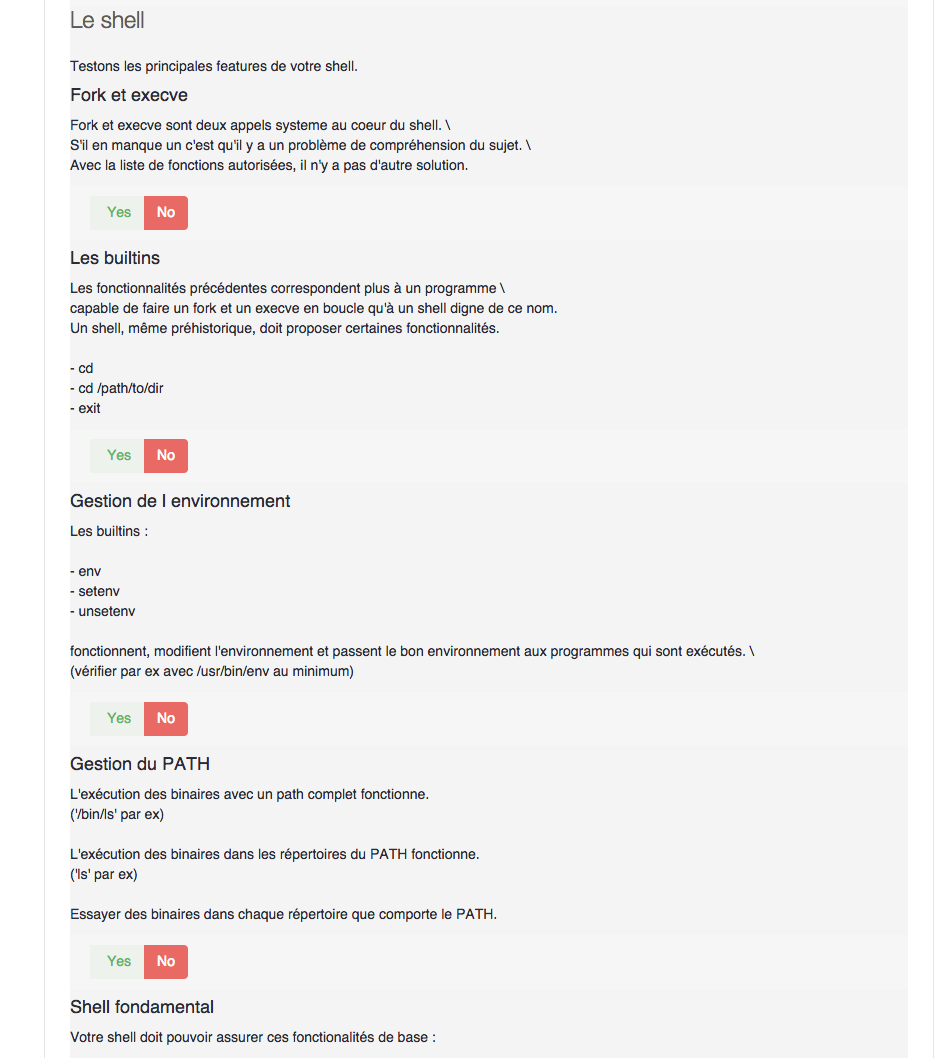 Le shell
Testons les principales features de votre shell.
Fork et execve
Fork et execve sont deux appels systeme au coeur du shell. \
S'il en manque un c'est qu'il y a un problème de compréhension du sujet. \
Avec la liste de fonctions autorisées, il n'y a pas d'autre solution.
Yes No
Les builtins
Les fonctionnalités précédentes correspondent plus à un programme \
capable de faire un fork et un execve en boucle qu'à un shell digne de ce nom.
Un shell, même préhistorique, doit proposer certaines fonctionnalités.
- cd
- cd /path/to/dir
- exit
Yes No
Gestion de l environnement
Les builtins :
- env
- setenv
- unsetenv
fonctionnent, modifient l'environnement et passent le bon environnement aux programmes qui sont exécutés. \
(vérifier par ex avec /usr/bin/env au minimum)
Yes No
Gestion du PATH
L'exécution des binaires avec un path complet fonctionne.
('/bin/ls' par ex)
L'exécution des binaires dans les répertoires du PATH fonctionne.
('ls' par ex)
Essayer des binaires dans chaque répertoire que comporte le PATH.
Yes No
Shell fondamental
Votre shell doit pouvoir assurer ces fonctionalités de base :